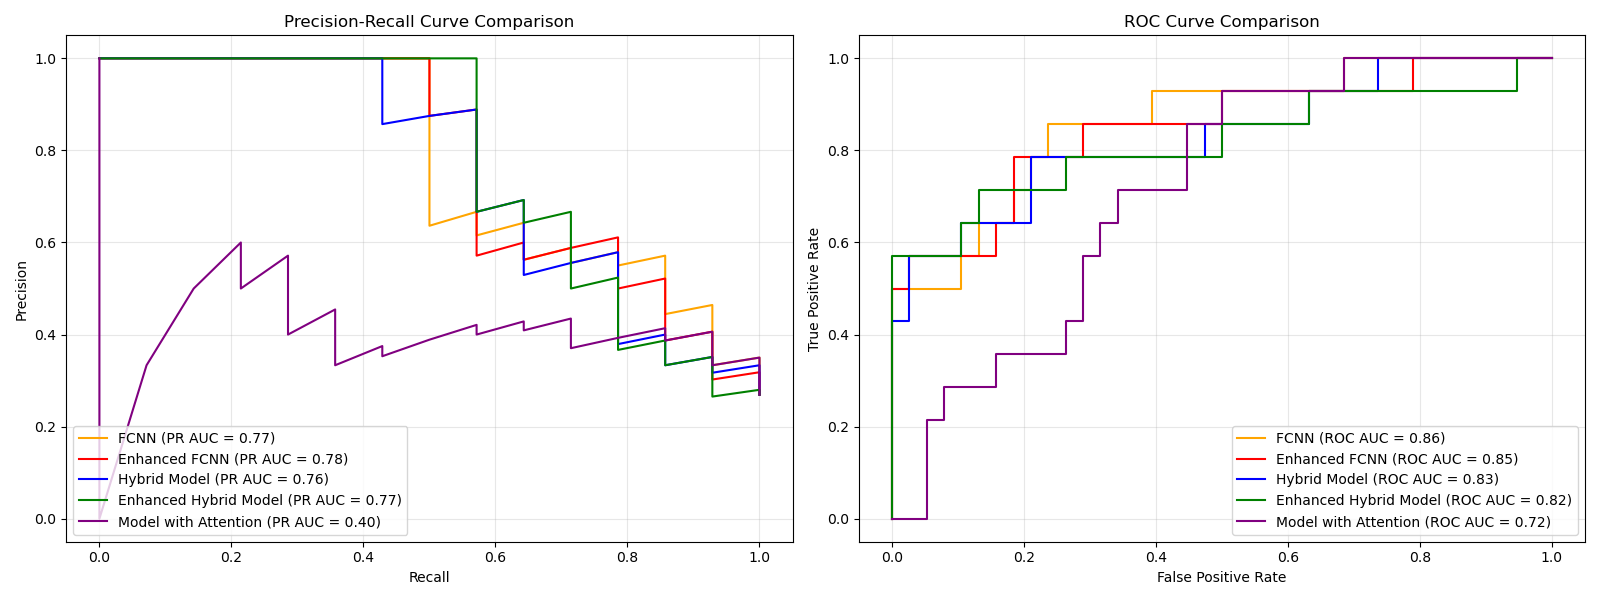 Precision-Recall Curve Comparison
Precision
1.0
0.8
0.6
0.4
0.2
0.0
FCNN (PR AUC = 0.77)
Enhanced FCNN (PR AUC = 0.78)
Hybrid Model (PR AUC = 0.76)
Enhanced Hybrid Model (PR AUC = 0.77)
Model with Attention (PR AUC = 0.40)
0.0 0.2 0.4 0.6 0.8 1.0
Recall
ROC Curve Comparison
True Positive Rate
1.0
0.8
0.6
0.4
0.2
0.0
FCNN (ROC AUC = 0.86)
Enhanced FCNN (ROC AUC = 0.85)
Hybrid Model (ROC AUC = 0.83)
Enhanced Hybrid Model (ROC AUC = 0.82)
Model with Attention (ROC AUC = 0.72)
0.0 0.2 0.4 0.6 0.8 1.0
False Positive Rate